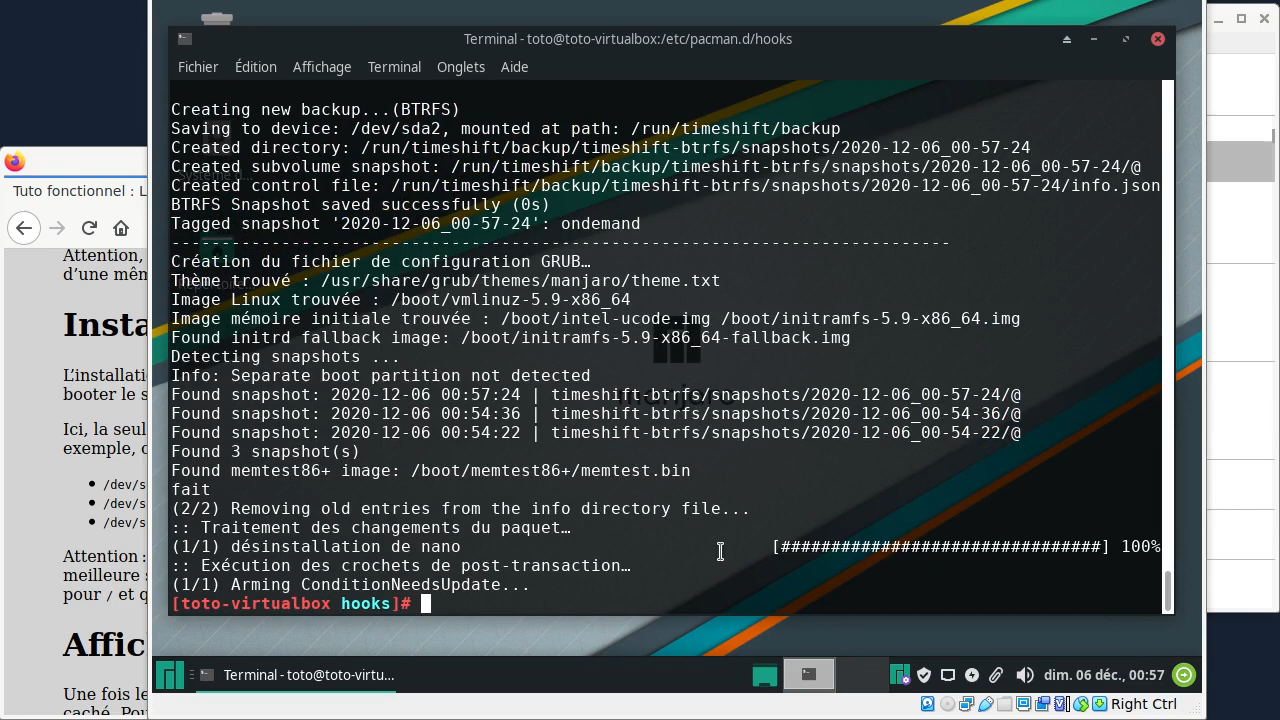 Terminal - toto@toto-virtualbox:/etc/pacman.d/hooks
Fichier Édition Affichage Terminal Onglets Aide
Creating new backup...(BTRFS)
Saving to device: /dev/sda2, mounted at path: /run/timeshift/backup
Created directory: /run/timeshift/backup/timeshift-btrfs/snapshots/2020-12-06_00-57-24
Created subvolume snapshot: /run/timeshift/backup/timeshift-btrfs/snapshots/2020-12-06_00-57-24/@
Created control file: /run/timeshift/backup/timeshift-btrfs/snapshots/2020-12-06_00-57-24/info.json
BTRFS Snapshot saved successfully (0s)
Tagged snapshot '2020-12-06_00-57-24': ondemand
------------------------------------------------------------------------------
Création du fichier de configuration GRUB…
Thème trouvé : /usr/share/grub/themes/manjaro/theme.txt
Image Linux trouvée : /boot/vmlinuz-5.9-x86_64
Image mémoire initiale trouvée : /boot/intel-ucode.img /boot/initramfs-5.9-x86_64.img
Found initrd fallback image: /boot/initramfs-5.9-x86_64-fallback.img
Detecting snapshots ...
Info: Separate boot partition not detected
Found snapshot: 2020-12-06 00:57:24 | timeshift-btrfs/snapshots/2020-12-06_00-57-24/@
Found snapshot: 2020-12-06 00:54:36 | timeshift-btrfs/snapshots/2020-12-06_00-54-36/@
Found snapshot: 2020-12-06 00:54:22 | timeshift-btrfs/snapshots/2020-12-06_00-54-22/@
Found 3 snapshot(s)
Found memtest86+ image: /boot/memtest86+/memtest.bin
fait
(2/2) Removing old entries from the info directory file...
:: Traitement des changements du paquet…
(1/1) désinstallation de nano [################################] 100%
:: Exécution des crochets de post-transaction…
(1/1) Arming ConditionNeedsUpdate...
[toto-virtualbox hooks]#
Terminal - toto@toto-virtu...
dim. 06 déc., 00:57
Right Ctrl
Tuto fonctionnel : L
Attention,
d’une mêm
Insta
L’installati
booter le s
Ici, la seul
exemple, c
/dev/s
/dev/s
/dev/s
Attention :
meilleure s
pour / et q
Affic
Une fois le
caché. Pou